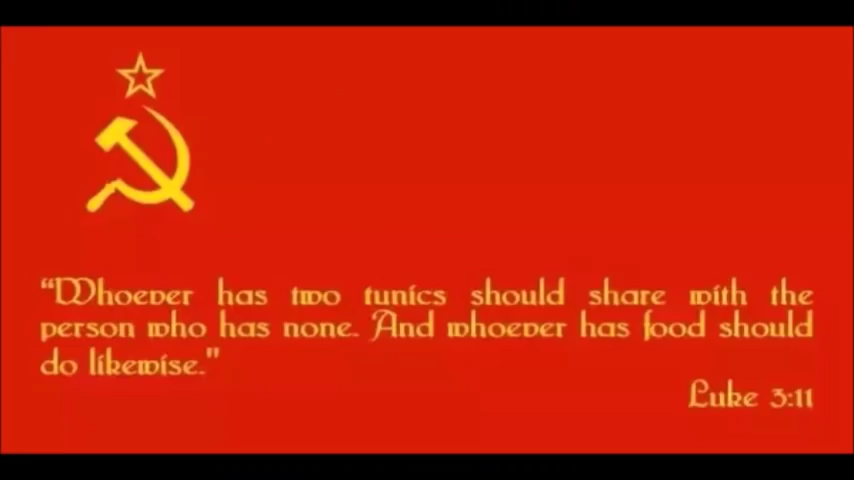 “Whoever has two tunics should share with the
person who has none. And whoever has food should
do likewise."
Luke 3:11